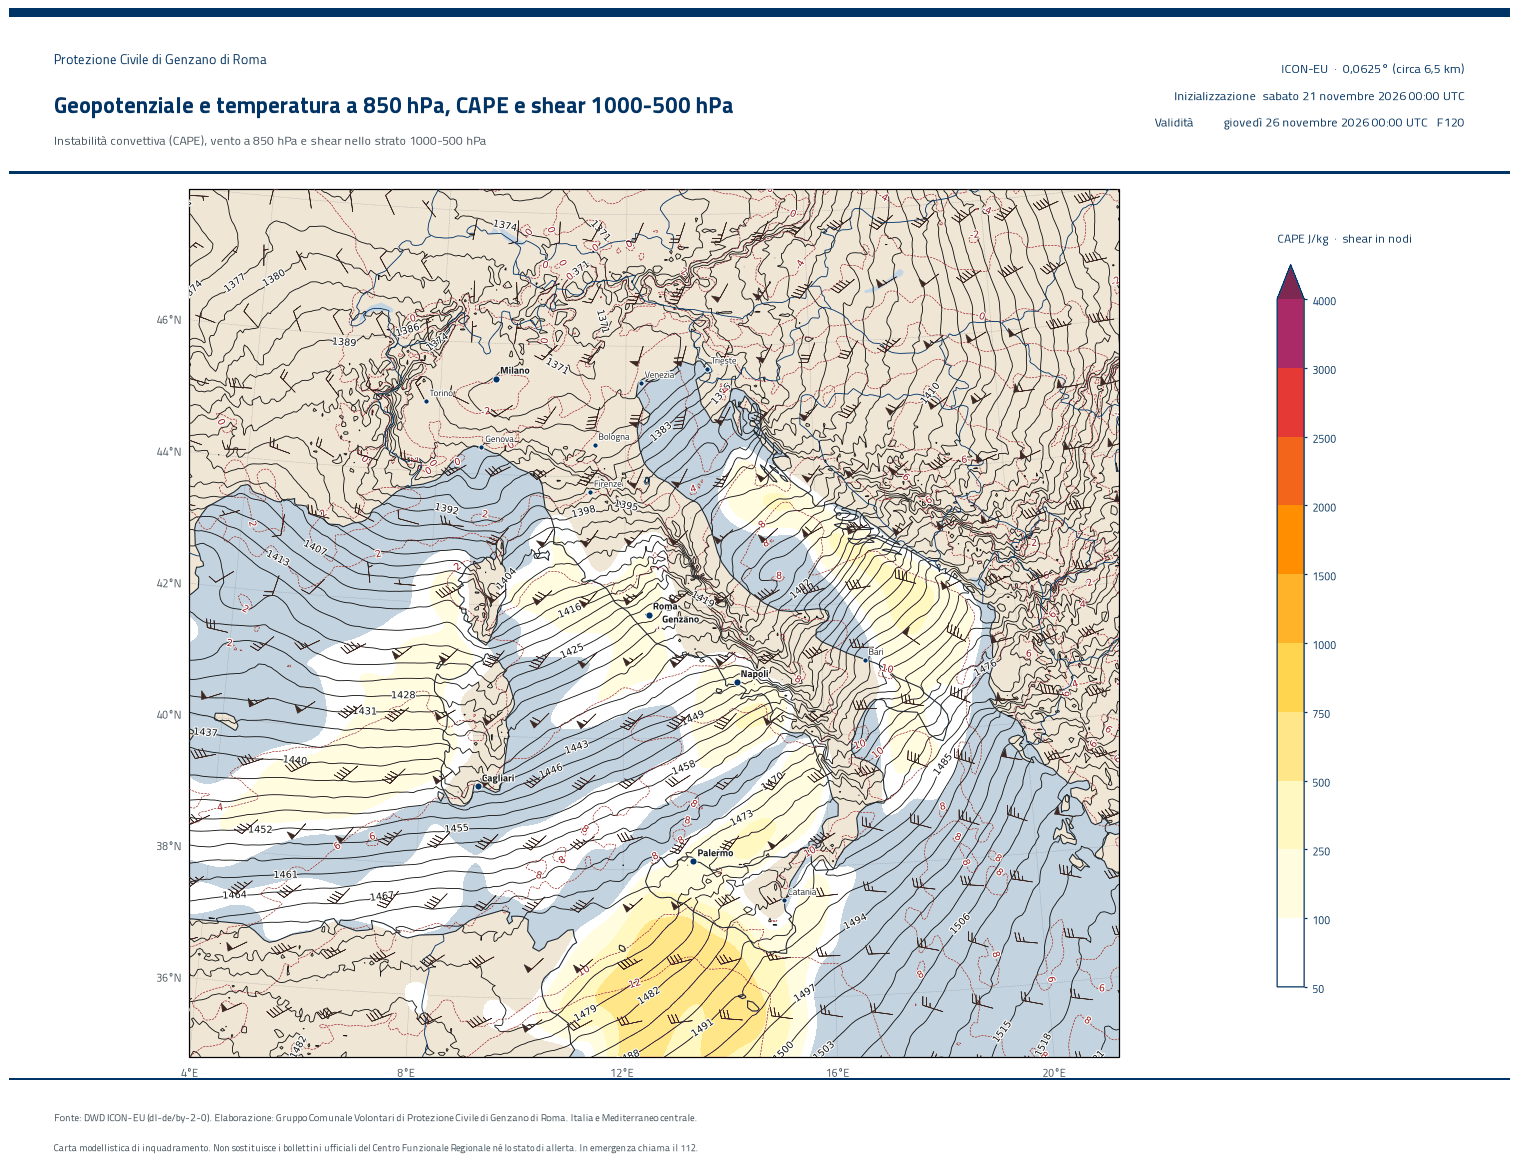 Protezione Civile di Genzano di Roma
Geopotenziale e temperatura a 850 hPa, CAPE e shear 1000-500 hPa
Instabilità convettiva (CAPE), vento a 850 hPa e shear nello strato 1000-500 hPa
ICON-EU · 0,0625° (circa 6,5 km)
Inizializzazione sabato 21 novembre 2026 00:00 UTC
Validità giovedì 26 novembre 2026 00:00 UTC F120
CAPE J/kg · shear in nodi
4000
3000
2500
2000
1500
1000
750
500
250
100
50
46°N
44°N
42°N
40°N
38°N
36°N
4°E
8°E
12°E
16°E
20°E
Milano
Torino
Venezia
Trieste
Genova
Bologna
Firenze
Roma
Genzano
Napoli
Bari
Cagliari
Palermo
Catania
1374
1371
1377
1380
1386
1389
1371
1371
1383
1410
1392
1398
1395
1407
1413
1404
1416
1419
1425
1428
1431
1437
1440
1443
1446
1449
1452
1455
1458
1461
1464
1467
1470
1473
1476
1485
1479
1482
1491
1494
1497
1500
1503
1506
1515
1518
1482
Fonte: DWD ICON-EU (dl-de/by-2-0). Elaborazione: Gruppo Comunale Volontari di Protezione Civile di Genzano di Roma. Italia e Mediterraneo centrale.
Carta modellistica di inquadramento. Non sostituisce i bollettini ufficiali del Centro Funzionale Regionale né lo stato di allerta. In emergenza chiama il 112.